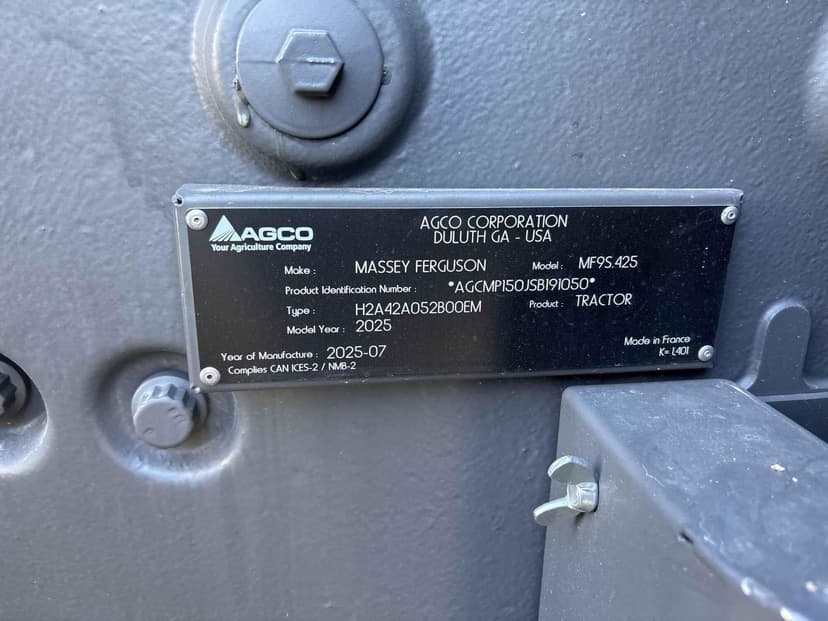 AGCO
Your Agriculture Company
AGCO CORPORATION
DULUTH GA - USA
Make : MASSEY FERGUSON Model : MF9S.425
Product Identification Number : *AGCMP150JSB191050*
Type : H2A42A052B00EM Product : TRACTOR
Model Year : 2025
Year of Manufacture : 2025-07
Complies CAN ICES-2 / NMB-2
Made in France
K= L401